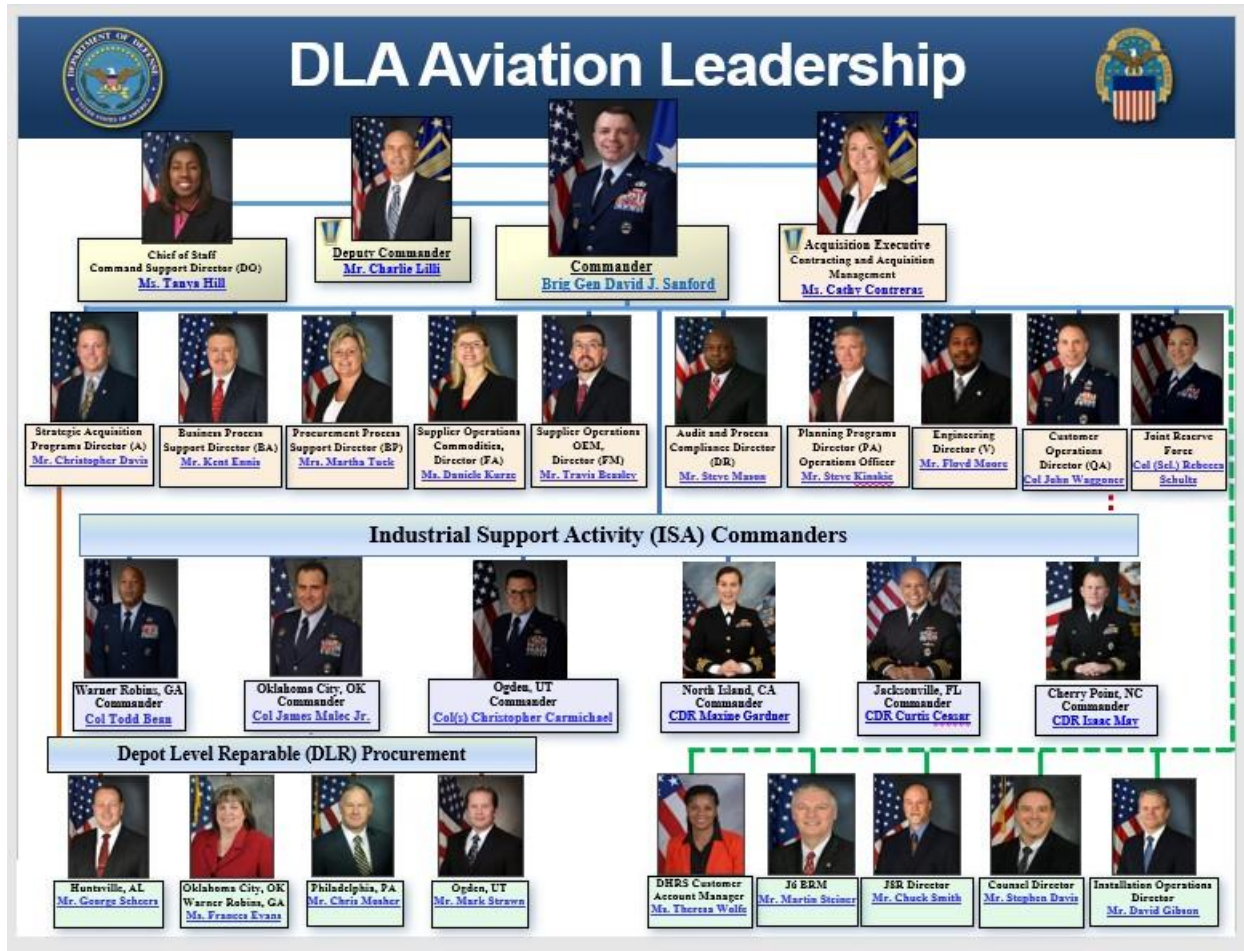 DLA Aviation Leadership
Chief of Staff
Command Support Director (DO)
Ms. Tanya Hill
Deputy Commander
Mr. Charlie Lilli
Commander
Brig Gen David J. Sanford
Acquisition Executive
Contracting and Acquisition
Management
Ms. Cathy Contreras
Strategic Acquisition
Programs Director (A)
Mr. Christopher Davis
Business Process
Support Director (BA)
Mr. Kent Ennis
Procurement Process
Support Director (BP)
Mrs. Martha Tuck
Supplier Operations
Commodities,
Director (FA)
Ms. Daniele Kurze
Supplier Operations
OEM,
Director (FM)
Mr. Travis Beasley
Audit and Process
Compliance Director
(DR)
Mr. Steve Mason
Planning Programs
Director (PA)
Operations Officer
Mr. Steve Kinskie
Engineering
Director (V)
Mr. Floyd Moore
Customer
Operations
Director (QA)
Col John Waggoner
Joint Reserve
Force
Col (Sel.) Rebecca
Schultz
Industrial Support Activity (ISA) Commanders
Warner Robins, GA
Commander
Col Todd Bean
Oklahoma City, OK
Commander
Col James Malec Jr.
Ogden, UT
Commander
Col(s) Christopher Carmichael
North Island, CA
Commander
CDR Maxine Gardner
Jacksonville, FL
Commander
CDR Curtis Ceasar
Cherry Point, NC
Commander
CDR Isaac May
Depot Level Reparable (DLR) Procurement
Huntsville, AL
Mr. George Scheers
Oklahoma City, OK
Warner Robins, GA
Ms. Frances Evans
Philadelphia, PA
Mr. Chris Mosher
Ogden, UT
Mr. Mark Strawn
DHRS Customer
Account Manager
Ms. Theresa Wolfe
J6 BRM
Mr. Martin Steiner
J8R Director
Mr. Chuck Smith
Counsel Director
Mr. Stephen Davis
Installation Operations
Director
Mr. David Gibson